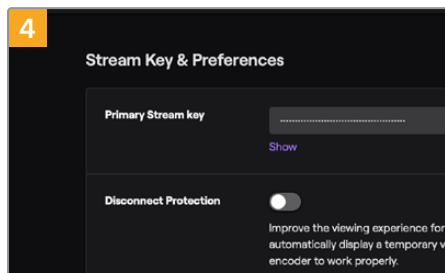 4
Stream Key & Preferences
Primary Stream key
Show
Disconnect Protection
Improve the viewing experience for
automatically display a temporary
encoder to work properly.